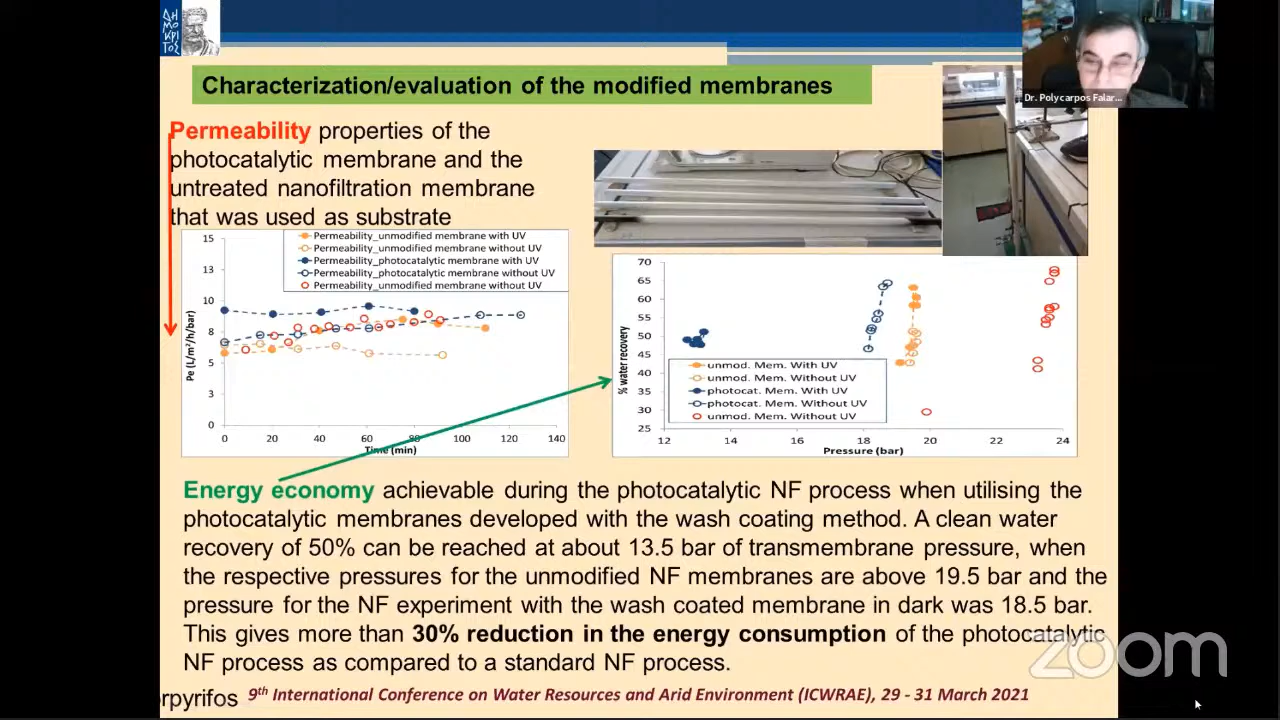 ΔΗ
ΜΟ
ΚΡΙ
ΤΟΣ
Dr. Polycarpos Falar...
Characterization/evaluation of the modified membranes
Permeability properties of the
photocatalytic membrane and the
untreated nanofiltration membrane
that was used as substrate
Permeability_unmodified membrane with UV
Permeability_unmodified membrane without UV
Permeability_photocatalytic membrane with UV
Permeability_photocatalytic membrane without UV
Permeability_unmodified membrane without UV
Pe (L/m²/h/bar)
15
13
10
8
5
3
0
0 20 40 60 80 100 120 140
Time (min)
% water recovery
70
65
60
55
50
45
40
35
30
25
unmod. Mem. With UV
unmod. Mem. Without UV
photocat. Mem. With UV
photocat. Mem. Without UV
unmod. Mem. Without UV
12 14 16 18 20 22 24
Pressure (bar)
Energy economy achievable during the photocatalytic NF process when utilising the
photocatalytic membranes developed with the wash coating method. A clean water
recovery of 50% can be reached at about 13.5 bar of transmembrane pressure, when
the respective pressures for the unmodified NF membranes are above 19.5 bar and the
pressure for the NF experiment with the wash coated membrane in dark was 18.5 bar.
This gives more than 30% reduction in the energy consumption of the photocatalytic
NF process as compared to a standard NF process.
zoom
orpyrifos 9th International Conference on Water Resources and Arid Environment (ICWRAE), 29 - 31 March 2021